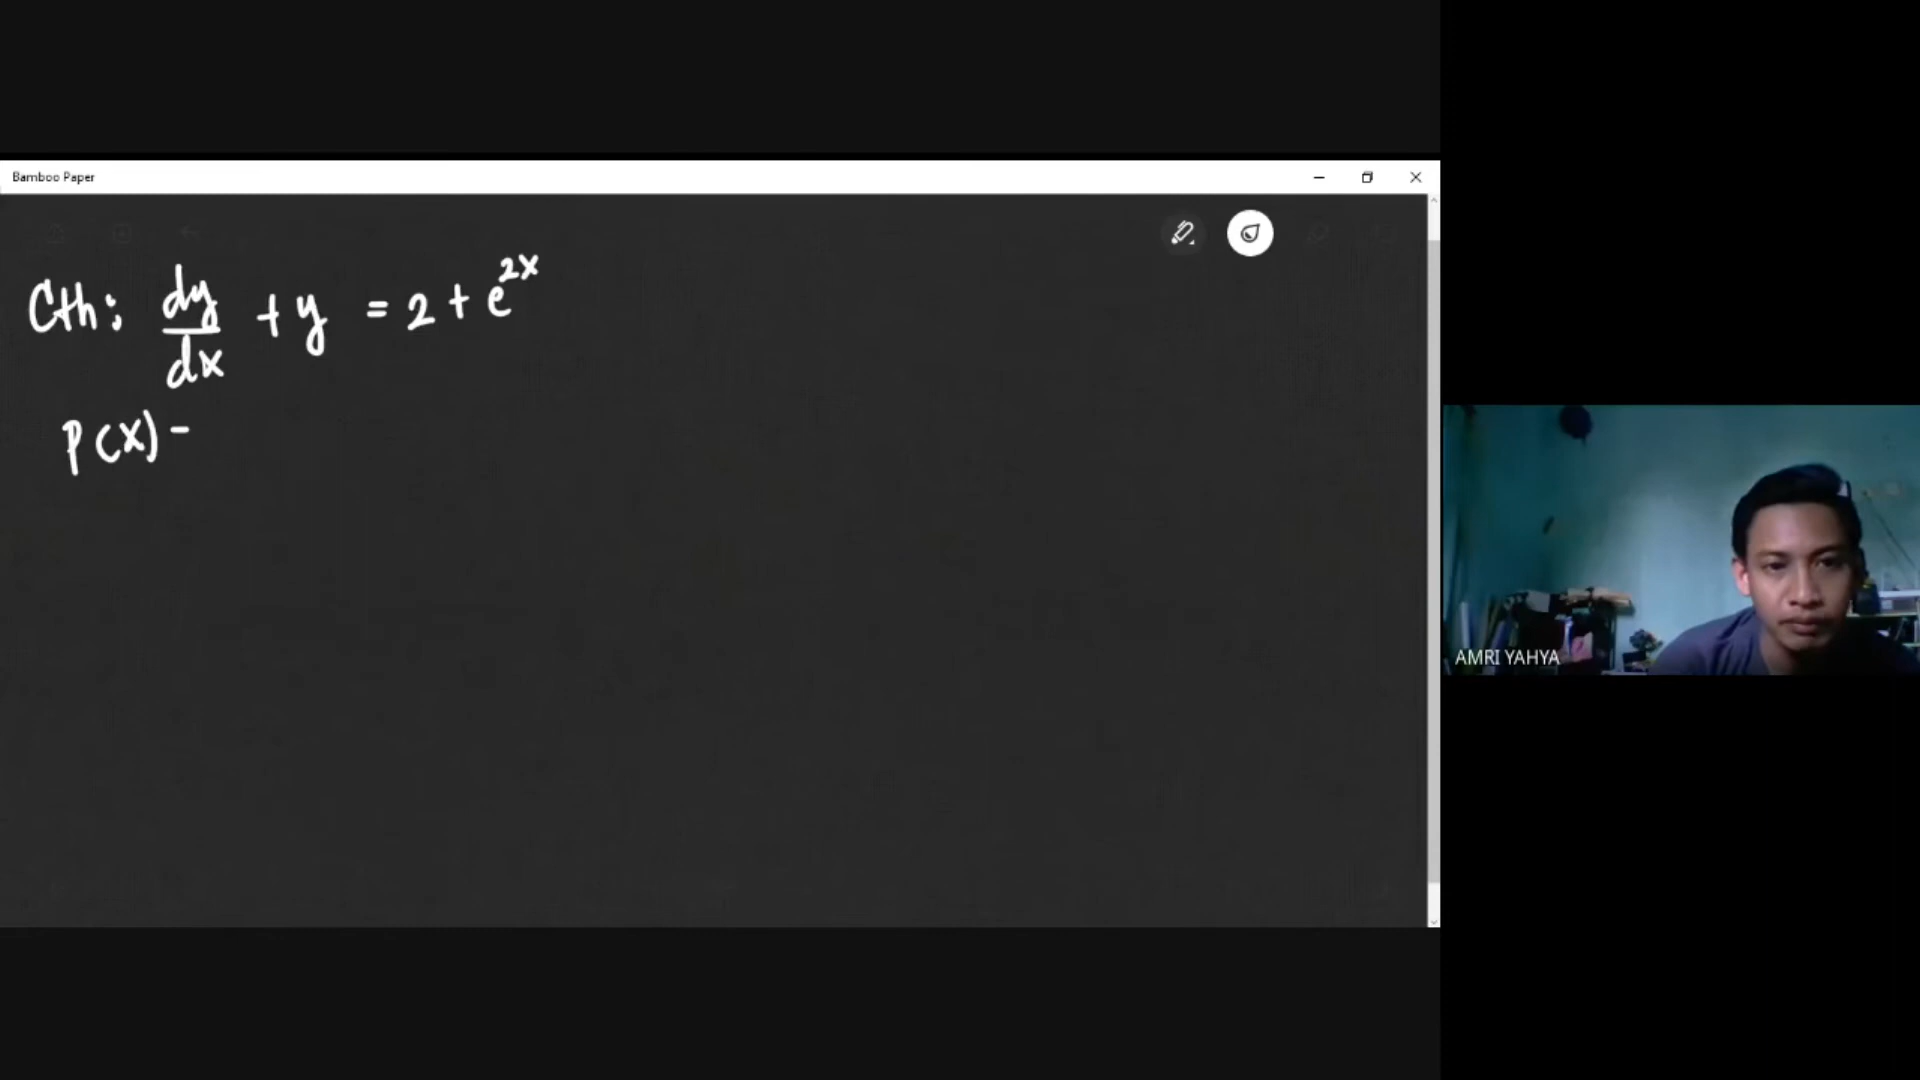 Bamboo Paper
Cth: dy/dx + y = 2 + e^2x
P(x) -
AMRI YAHYA